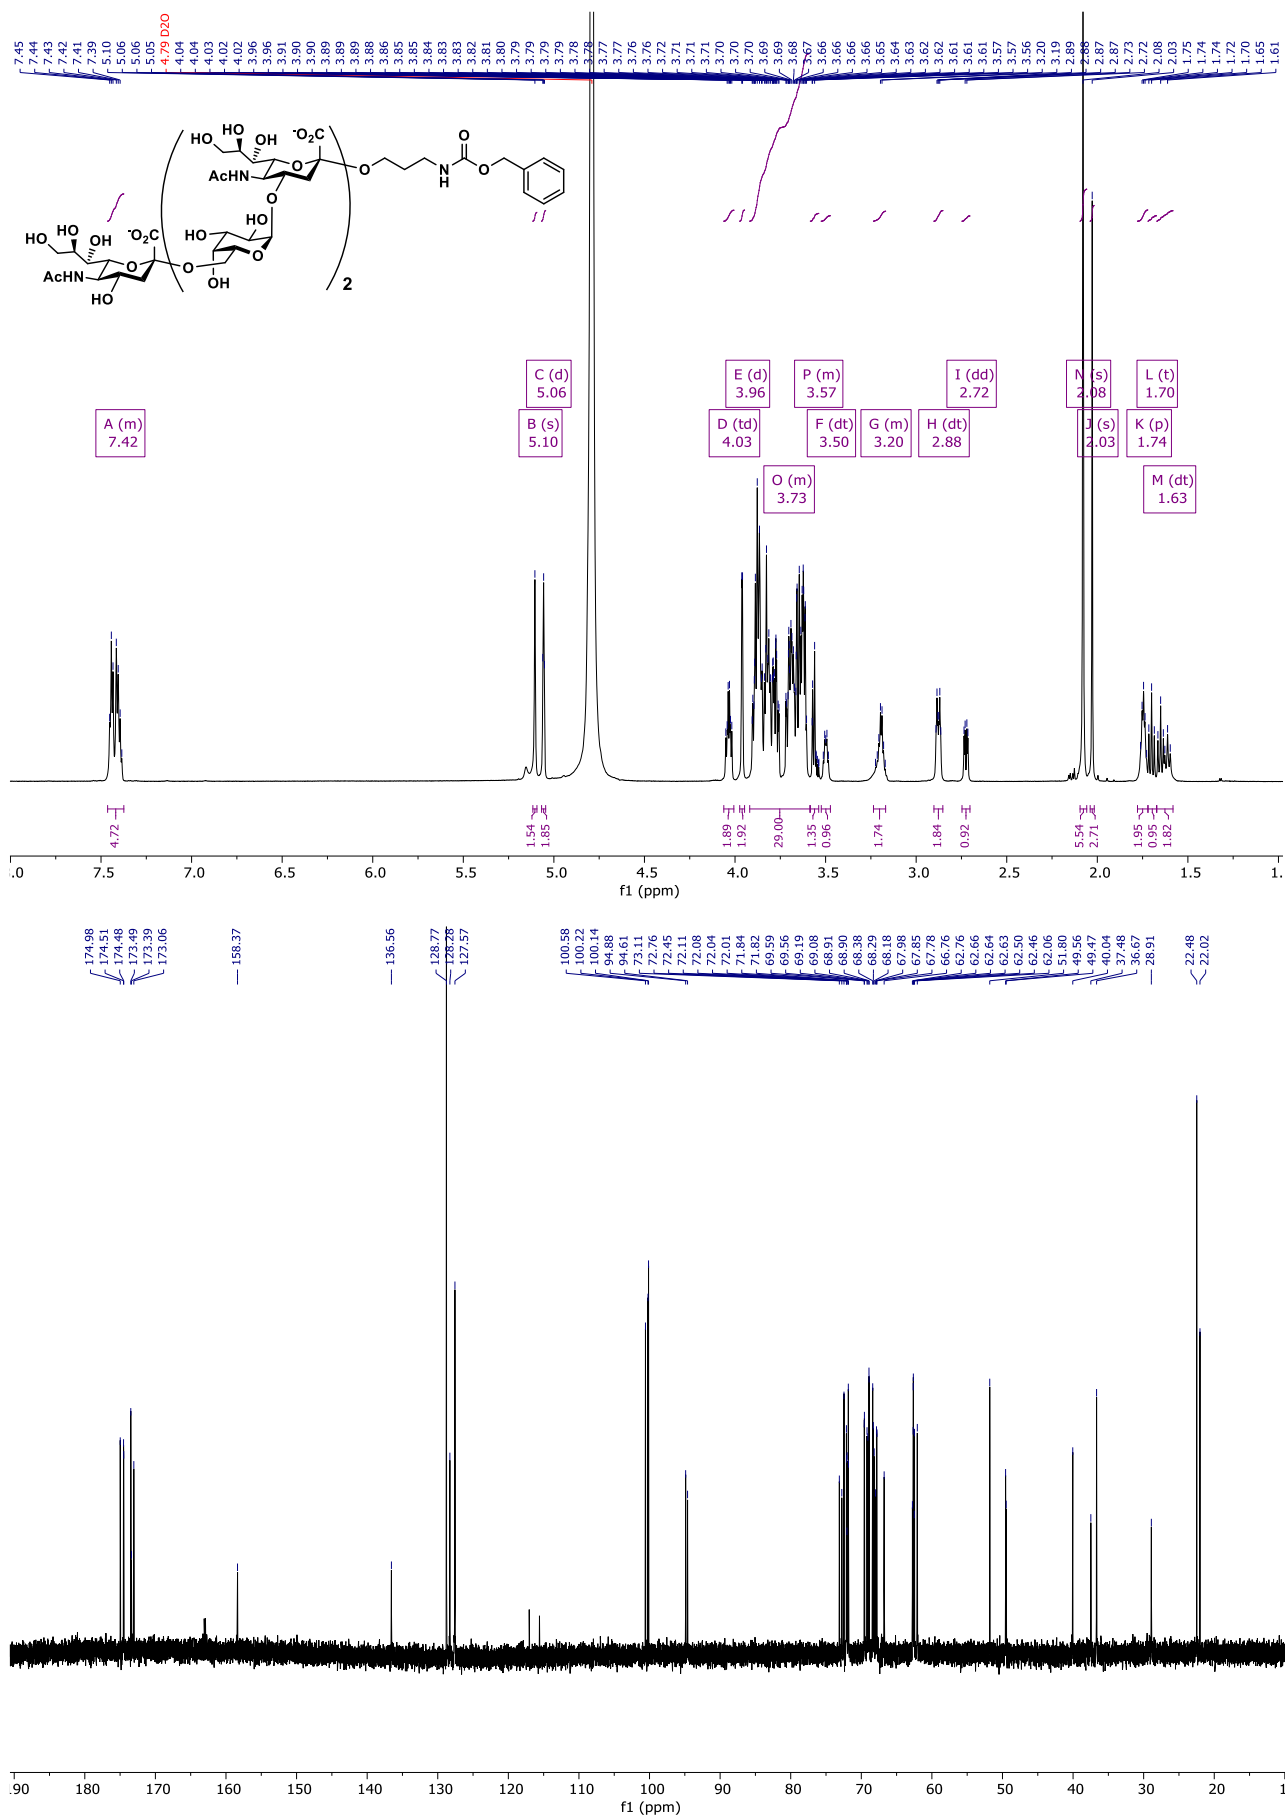 7.45 7.44 7.43 7.42 7.41 7.39 5.10 5.06 5.06 5.05 4.79 D2O 4.04 4.04 4.03 4.02 4.02 3.96 3.96 3.91 3.90 3.90 3.89 3.89 3.89 3.88 3.86 3.85 3.85 3.84 3.83 3.83 3.82 3.81 3.80 3.79 3.79 3.79 3.79 3.78 3.78 3.77 3.77 3.76 3.76 3.72 3.71 3.71 3.71 3.70 3.70 3.70 3.69 3.69 3.68 3.67 3.66 3.66 3.66 3.66 3.65 3.64 3.63 3.62 3.62 3.61 3.61 3.61 3.57 3.57 3.56 3.20 3.19 2.89 2.88 2.87 2.87 2.73 2.72 2.08 2.03 1.75 1.74 1.74 1.72 1.70 1.65 1.61
HO HO OH -O2C O
AcHN O O N H O
O
HO HO OH -O2C HO HO O
AcHN O O O
HO OH 2
C (d) 5.06
E (d) 3.96
P (m) 3.57
I (dd) 2.72
N (s) 2.08
L (t) 1.70
A (m) 7.42
B (s) 5.10
D (td) 4.03
F (dt) 3.50
G (m) 3.20
H (dt) 2.88
J (s) 2.03
K (p) 1.74
O (m) 3.73
M (dt) 1.63
4.72 1.54 1.85 1.89 1.92 29.00 1.35 0.96 1.74 1.84 0.92 5.54 2.71 1.95 0.95 1.82
.0 7.5 7.0 6.5 6.0 5.5 5.0 4.5 4.0 3.5 3.0 2.5 2.0 1.5 1.
f1 (ppm)
174.98 174.51 174.48 173.49 173.39 173.06 158.37 136.56 128.77 128.28 127.57 100.58 100.22 100.14 94.88 94.61 73.11 72.76 72.45 72.11 72.08 72.04 72.01 71.84 71.82 69.59 69.56 69.19 69.08 68.91 68.90 68.38 68.29 68.18 67.98 67.85 67.78 66.76 62.76 62.66 62.64 62.63 62.50 62.46 62.06 51.80 49.56 49.47 40.04 37.48 36.67 28.91 22.48 22.02
.90 180 170 160 150 140 130 120 110 100 90 80 70 60 50 40 30 20 1
f1 (ppm)